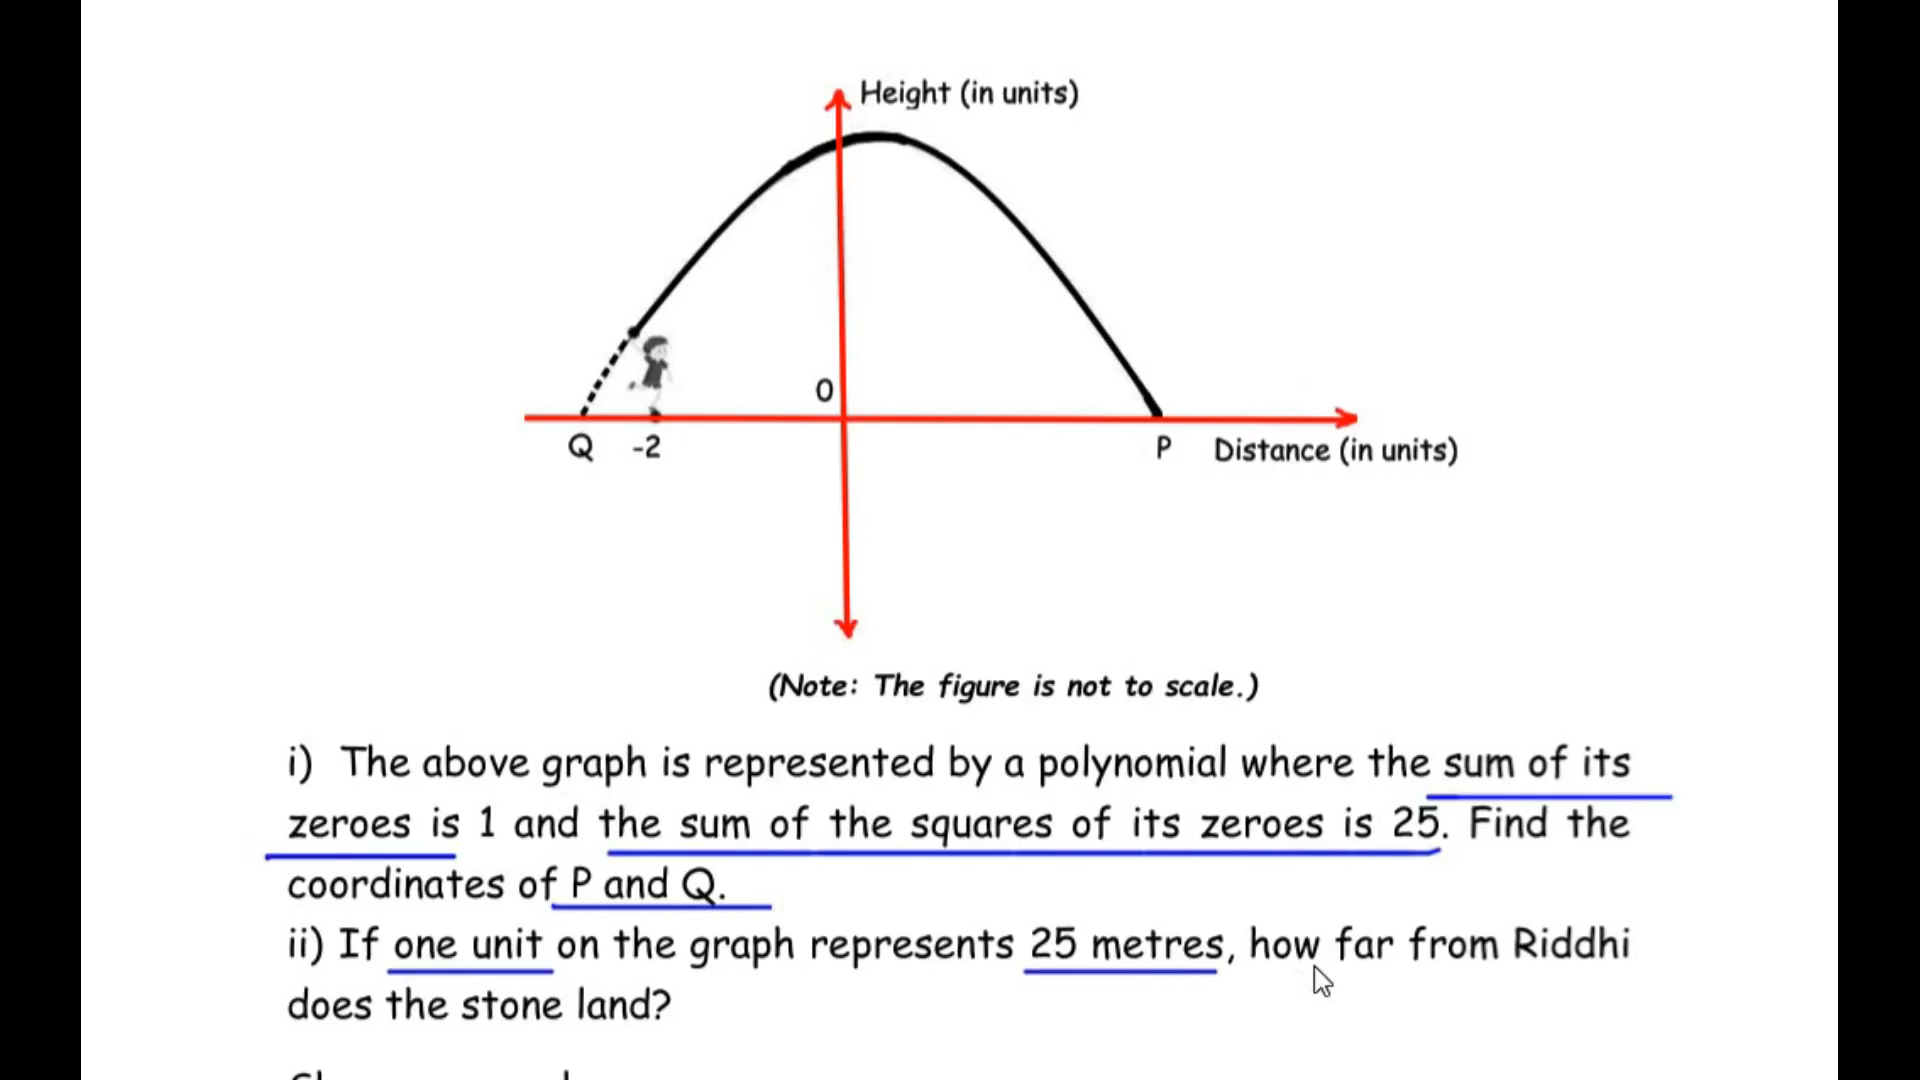 Height (in units)
0
Q -2 P Distance (in units)
(Note: The figure is not to scale.)
i) The above graph is represented by a polynomial where the sum of its
zeroes is 1 and the sum of the squares of its zeroes is 25. Find the
coordinates of P and Q.
ii) If one unit on the graph represents 25 metres, how far from Riddhi
does the stone land?